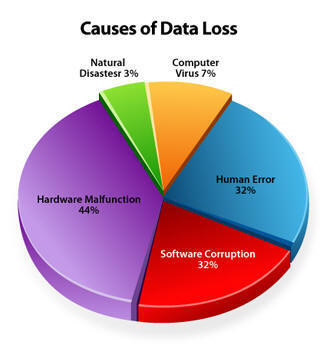 Causes of Data Loss
Natural
Disastesr 3%
Computer
Virus 7%
Human Error
32%
Hardware Malfunction
44%
Software Corruption
32%